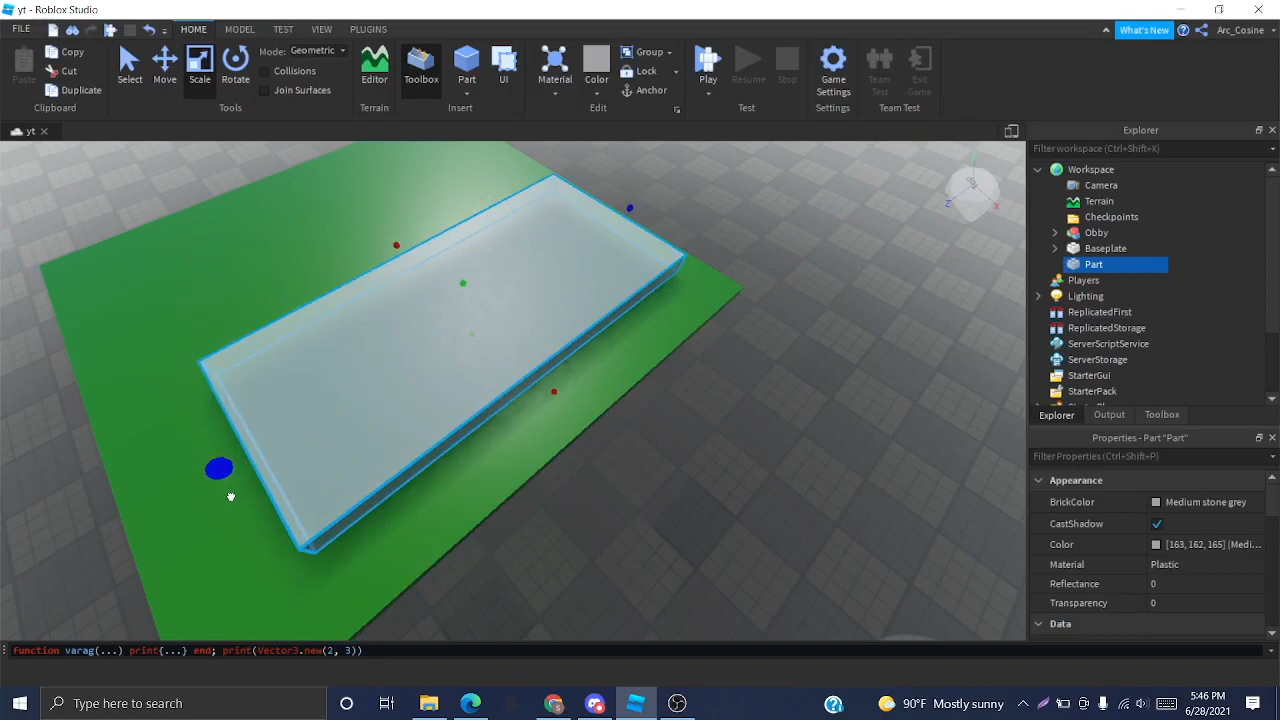 yt - Roblox Studio
FILE HOME MODEL TEST VIEW PLUGINS What's New Arc_Cosine
Paste Copy Cut Duplicate Clipboard
Select Move Scale Rotate Mode: Geometric Collisions Join Surfaces Tools
Editor Terrain
Toolbox Part UI Insert
Material Color Group Lock Anchor Edit
Play Resume Stop Test
Game Settings Settings
Team Test Exit Game Team Test
yt
Explorer
Filter workspace (Ctrl+Shift+X)
Workspace
Camera
Terrain
Checkpoints
Obby
Baseplate
Part
Players
Lighting
ReplicatedFirst
ReplicatedStorage
ServerScriptService
ServerStorage
StarterGui
StarterPack
Explorer Output Toolbox
Properties - Part "Part"
Filter Properties (Ctrl+Shift+P)
Appearance
BrickColor Medium stone grey
CastShadow
Color [163, 162, 165] (Medi...
Material Plastic
Reflectance 0
Transparency 0
Data
Z X
function varag(...) print{...} end; print(Vector3.new(2, 3))
Type here to search
90°F Mostly sunny
5:46 PM
6/28/2021